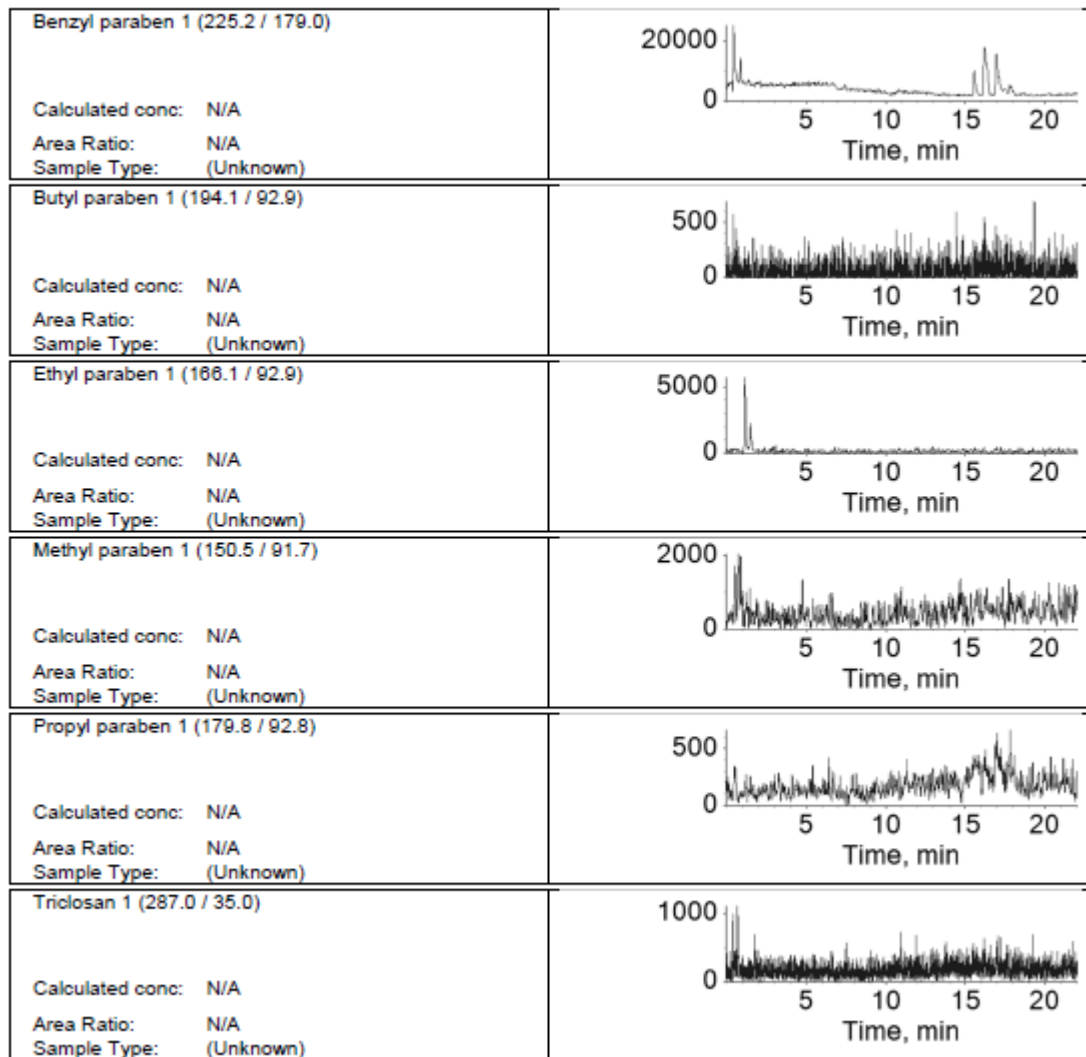 Benzyl paraben 1 (225.2 / 179.0)
Calculated conc: N/A
Area Ratio: N/A
Sample Type: (Unknown)
20000
0
5 10 15 20
Time, min
Butyl paraben 1 (194.1 / 92.9)
Calculated conc: N/A
Area Ratio: N/A
Sample Type: (Unknown)
500
0
5 10 15 20
Time, min
Ethyl paraben 1 (166.1 / 92.9)
Calculated conc: N/A
Area Ratio: N/A
Sample Type: (Unknown)
5000
0
5 10 15 20
Time, min
Methyl paraben 1 (150.5 / 91.7)
Calculated conc: N/A
Area Ratio: N/A
Sample Type: (Unknown)
2000
0
5 10 15 20
Time, min
Propyl paraben 1 (179.8 / 92.8)
Calculated conc: N/A
Area Ratio: N/A
Sample Type: (Unknown)
500
0
5 10 15 20
Time, min
Triclosan 1 (287.0 / 35.0)
Calculated conc: N/A
Area Ratio: N/A
Sample Type: (Unknown)
1000
0
5 10 15 20
Time, min